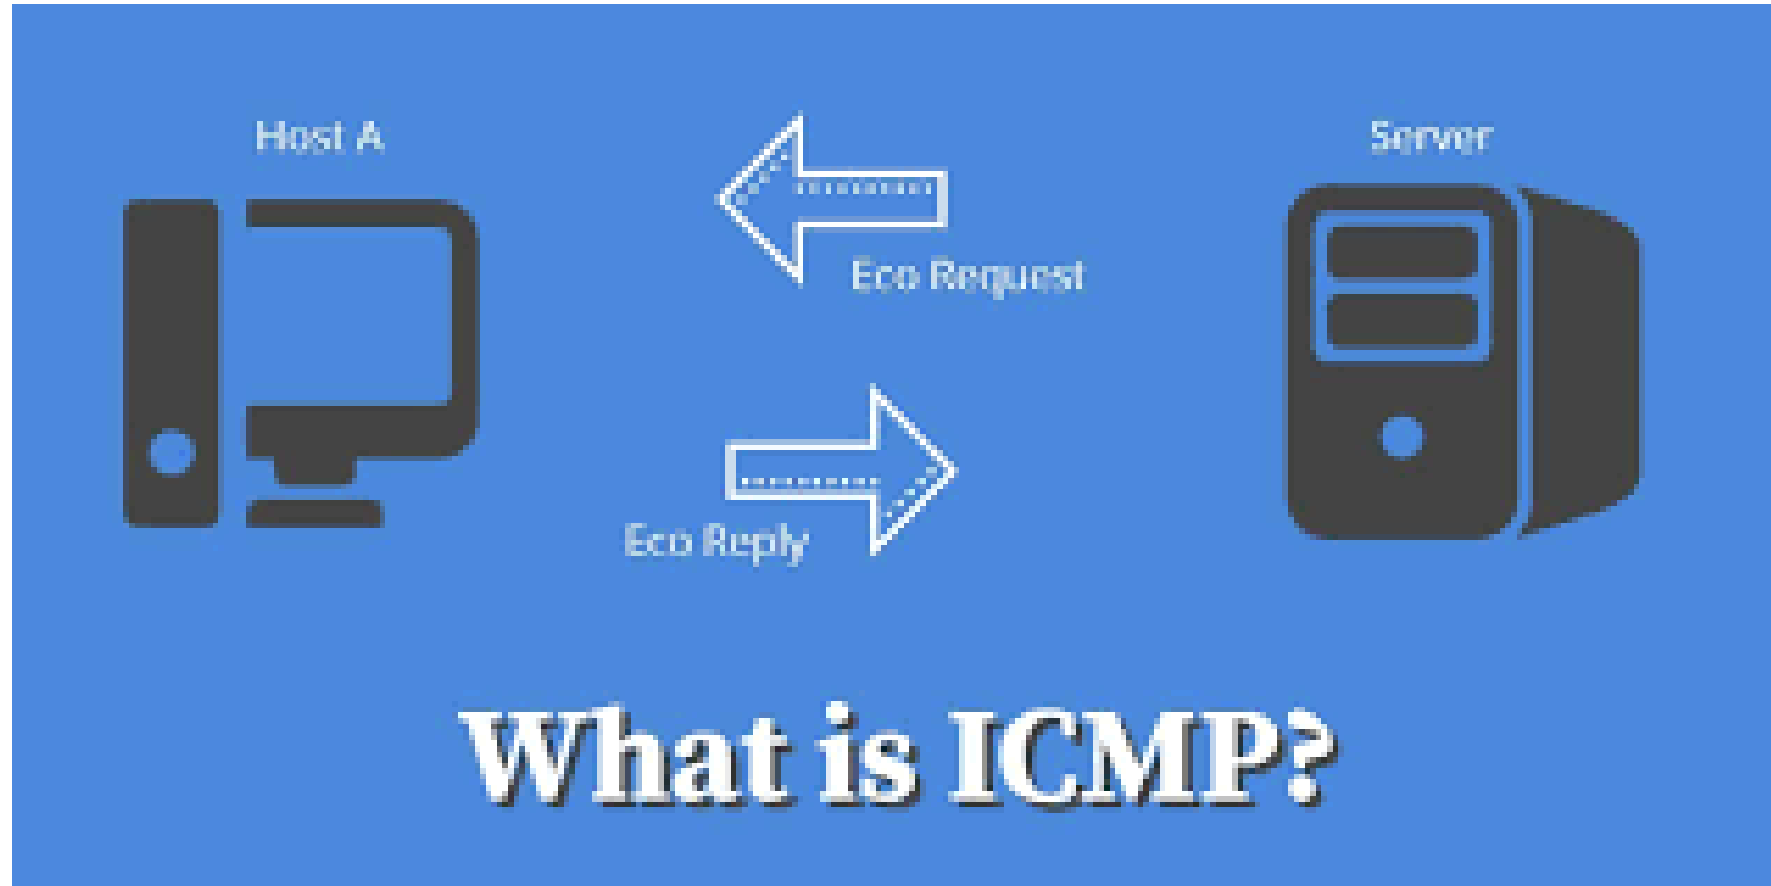 Host A
Server
Eco Request
Eco Reply
What is ICMP?